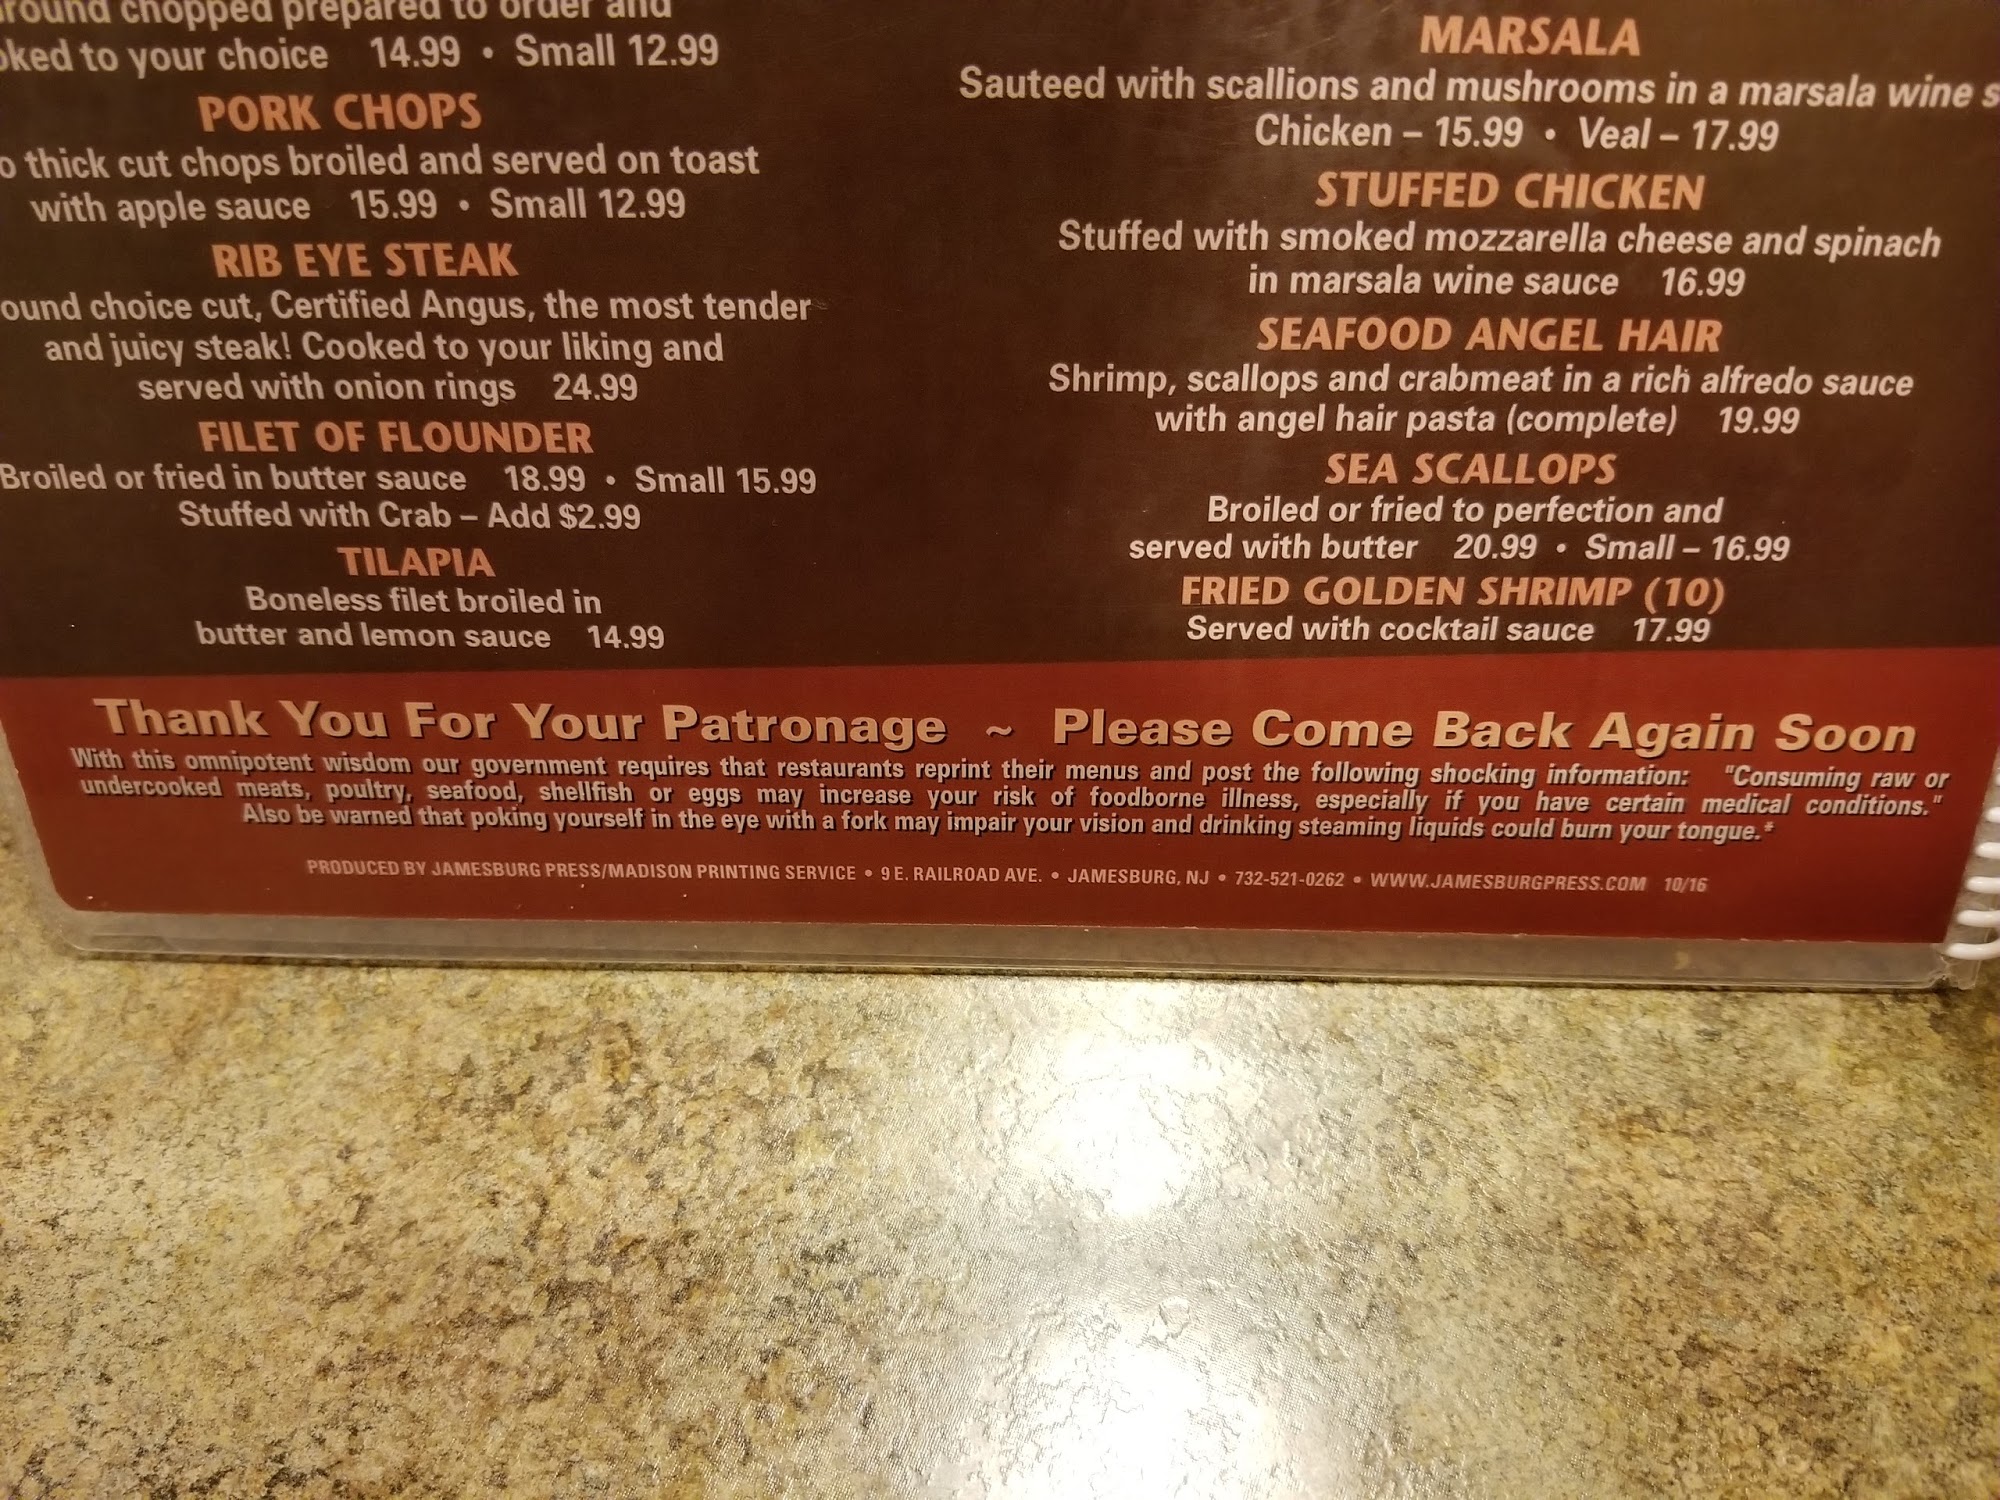 chopped prepared to order and
to your choice 14.99 • Small 12.99
PORK CHOPS
thick cut chops broiled and served on toast
with apple sauce 15.99 • Small 12.99
RIB EYE STEAK
choice cut, Certified Angus, the most tender
and juicy steak! Cooked to your liking and
served with onion rings 24.99
FILET OF FLOUNDER
Broiled or fried in butter sauce 18.99 • Small 15.99
Stuffed with Crab – Add $2.99
TILAPIA
Boneless filet broiled in
butter and lemon sauce 14.99
MARSALA
Sauteed with scallions and mushrooms in a marsala wine
Chicken – 15.99 • Veal – 17.99
STUFFED CHICKEN
Stuffed with smoked mozzarella cheese and spinach
in marsala wine sauce 16.99
SEAFOOD ANGEL HAIR
Shrimp, scallops and crabmeat in a rich alfredo sauce
with angel hair pasta (complete) 19.99
SEA SCALLOPS
Broiled or fried to perfection and
served with butter 20.99 • Small – 16.99
FRIED GOLDEN SHRIMP (10)
Served with cocktail sauce 17.99
Thank You For Your Patronage ~ Please Come Back Again Soon
With this omnipotent wisdom our government requires that restaurants reprint their menus and post the following shocking information: "Consuming raw or
undercooked meats, poultry, seafood, shellfish or eggs may increase your risk of foodborne illness, especially if you have certain medical conditions."
Also be warned that poking yourself in the eye with a fork may impair your vision and drinking steaming liquids could burn your tongue.*
PRODUCED BY JAMESBURG PRESS/MADISON PRINTING SERVICE • 9 E. RAILROAD AVE. • JAMESBURG, NJ • 732-521-0262 • WWW.JAMESBURGPRESS.COM 10/16